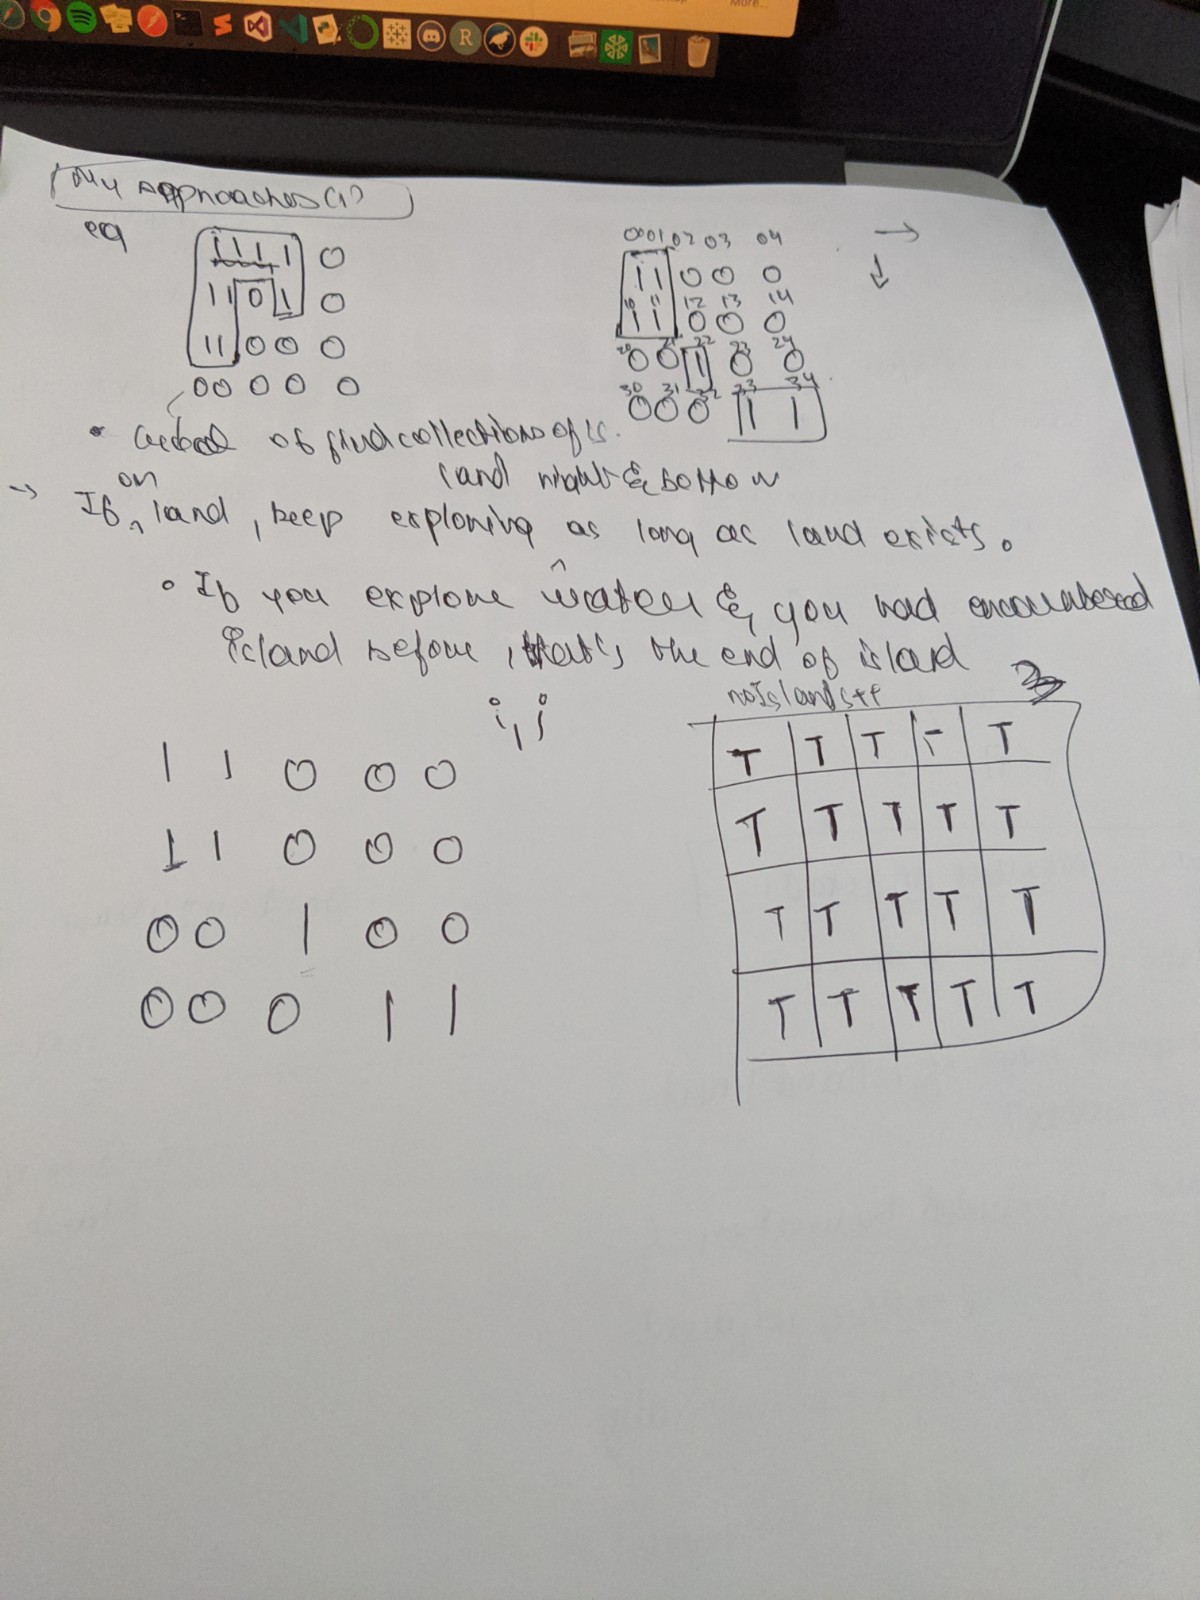 More...
R
My Approaches (1)
eg
1 1 1 1 0
1 1 0 1 0
1 1 0 0 0
0 0 0 0 0
00 01 02 03 04
1 1 0 0 0
10 11 12 13 14
1 1 0 0 0
20 21 22 23 24
0 0 1 0 0
30 31 32 33 34
0 0 0 1 1
of find collections of 1s.
(and right & bottom
on
→ If land, keep exploring as long as land exists.
• If you explore water & you had encountered
island before, that's the end of island
i, j
noIslands++
1 1 0 0 0
1 1 0 0 0
0 0 1 0 0
0 0 0 1 1
T T T T T
T T T T T
T T T T T
T T T T T